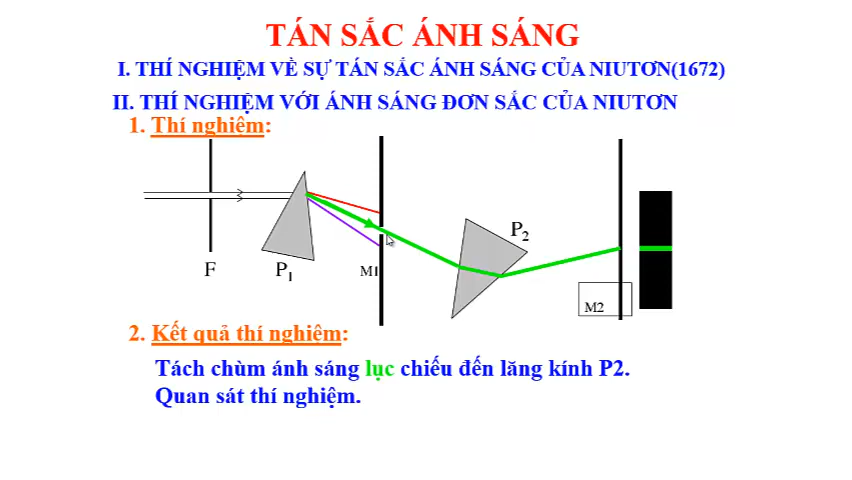 TÁN SẮC ÁNH SÁNG
I. THÍ NGHIỆM VỀ SỰ TÁN SẮC ÁNH SÁNG CỦA NIUTƠN(1672)
II. THÍ NGHIỆM VỚI ÁNH SÁNG ĐƠN SẮC CỦA NIUTƠN
1. Thí nghiệm:
F
P1
M1
P2
M2
2. Kết quả thí nghiệm:
Tách chùm ánh sáng lục chiếu đến lăng kính P2.
Quan sát thí nghiệm.